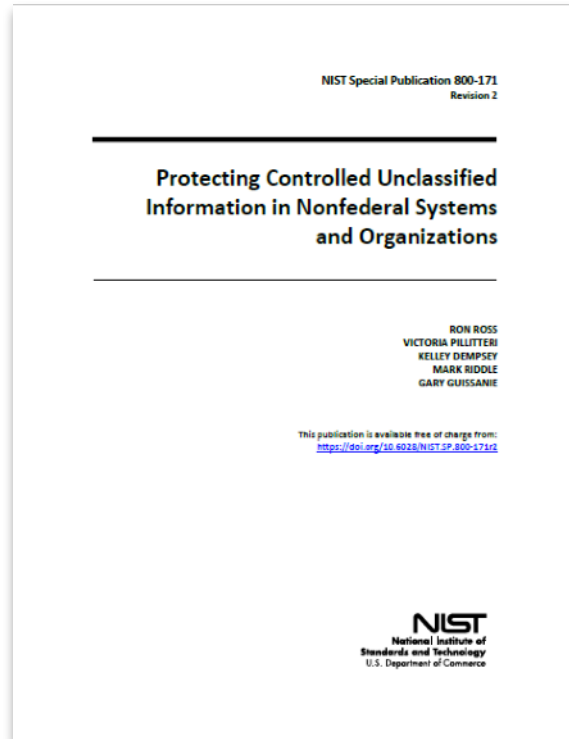 NIST Special Publication 800-171
Revision 2
Protecting Controlled Unclassified
Information in Nonfederal Systems
and Organizations
RON ROSS
VICTORIA PILLITTERI
KELLEY DEMPSEY
MARK RIDDLE
GARY GUISSANIE
This publication is available free of charge from:
https://doi.org/10.6028/NIST.SP.800-171r2
NIST
National Institute of
Standards and Technology
U.S. Department of Commerce